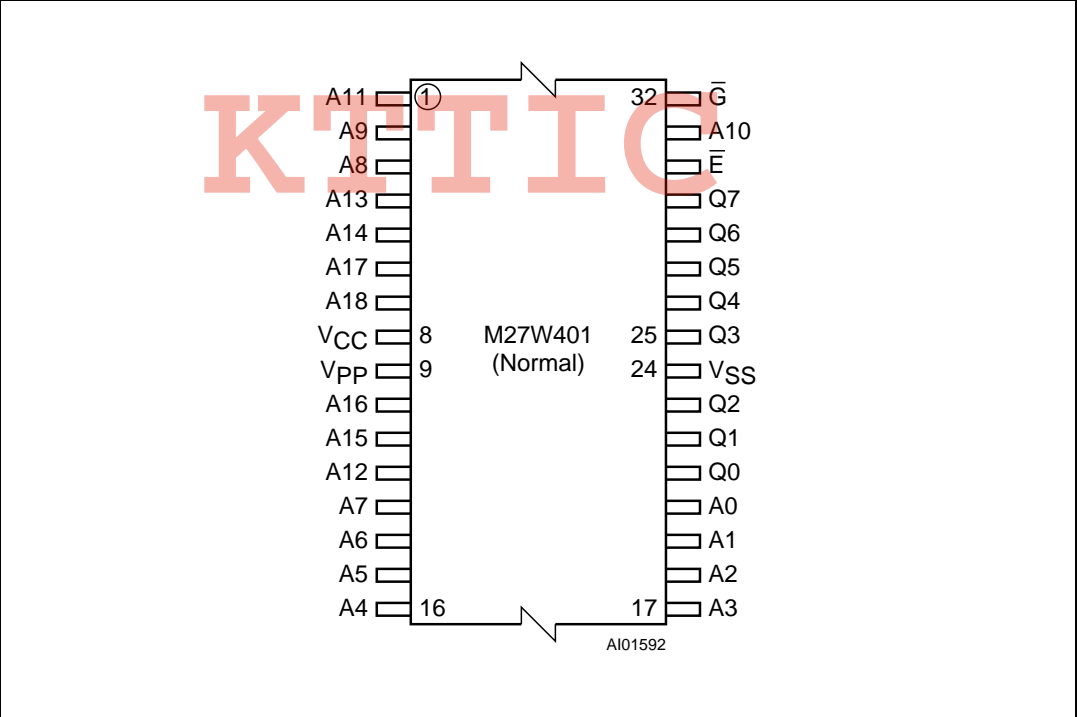 KTTIC
A11 1 32 G̅
A9 A10
A8 E̅
A13 Q7
A14 Q6
A17 Q5
A18 Q4
VCC 8 M27W401 25 Q3
VPP 9 (Normal) 24 VSS
A16 Q2
A15 Q1
A12 Q0
A7 A0
A6 A1
A5 A2
A4 16 17 A3
AI01592